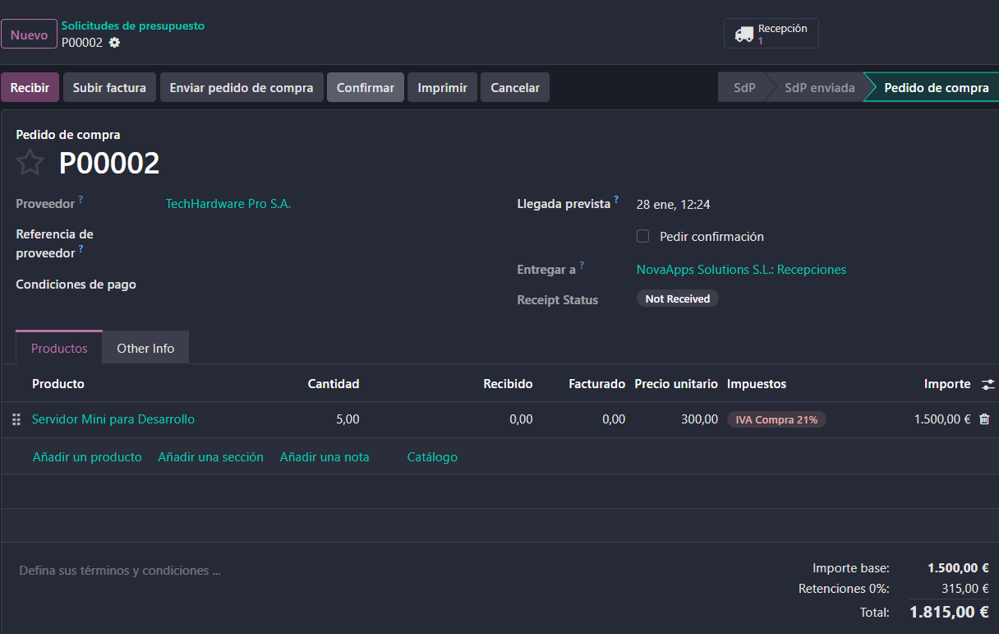 Nuevo
Solicitudes de presupuesto
P00002
Recepción
1
Recibir
Subir factura
Enviar pedido de compra
Confirmar
Imprimir
Cancelar
SdP
SdP enviada
Pedido de compra
Pedido de compra
P00002
Proveedor ?
TechHardware Pro S.A.
Referencia de
proveedor ?
Condiciones de pago
Llegada prevista ?
28 ene, 12:24
Pedir confirmación
Entregar a ?
NovaApps Solutions S.L.: Recepciones
Receipt Status
Not Received
Productos
Other Info
Producto Cantidad Recibido Facturado Precio unitario Impuestos Importe
Servidor Mini para Desarrollo 5,00 0,00 0,00 300,00 IVA Compra 21% 1.500,00 €
Añadir un producto Añadir una sección Añadir una nota Catálogo
Defina sus términos y condiciones ...
Importe base: 1.500,00 €
Retenciones 0%: 315,00 €
Total: 1.815,00 €